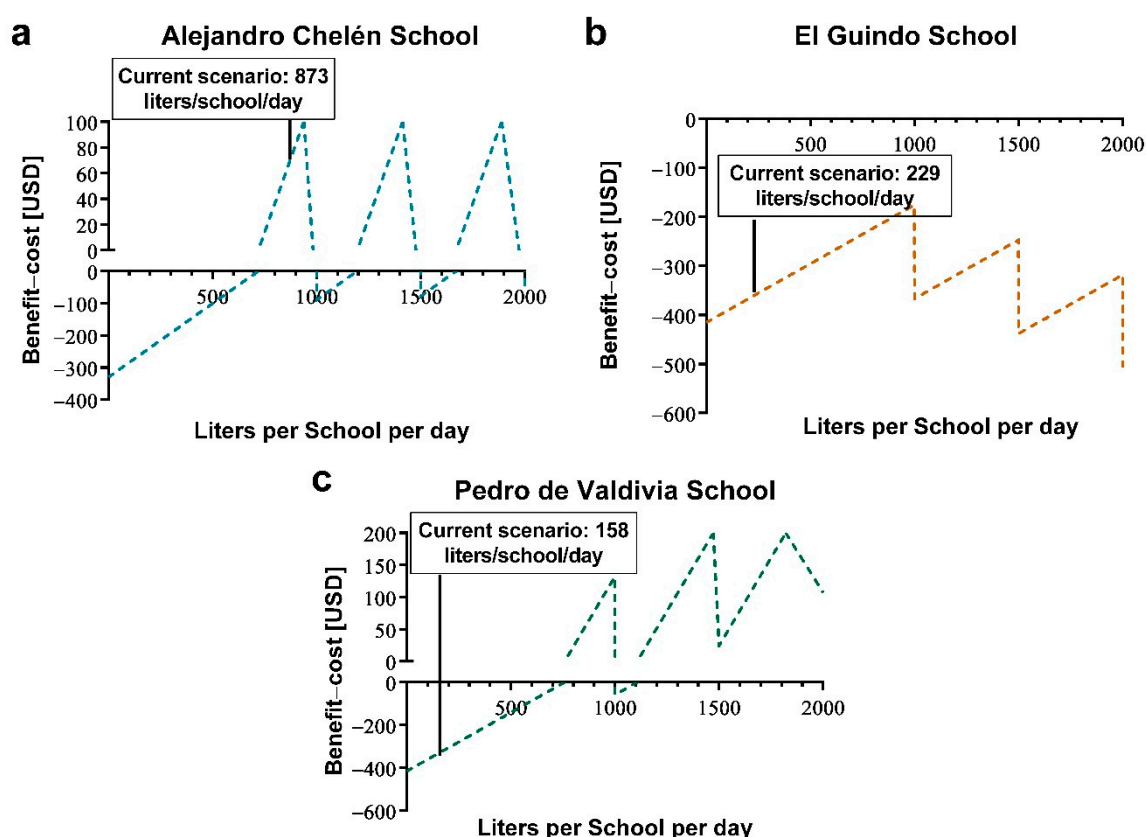 a
Alejandro Chelén School
Current scenario: 873
liters/school/day
Benefit–cost [USD]
100
80
60
40
20
0
0
–100
–200
–300
–400
500
1000
1500
2000
Liters per School per day
b
El Guindo School
Current scenario: 229
liters/school/day
Benefit–cost [USD]
0
–100
–200
–300
–400
–500
–600
500
1000
1500
2000
Liters per School per day
c
Pedro de Valdivia School
Current scenario: 158
liters/school/day
Benefit–cost [USD]
200
150
100
50
0
0
–200
–400
–600
500
1000
1500
2000
Liters per School per day